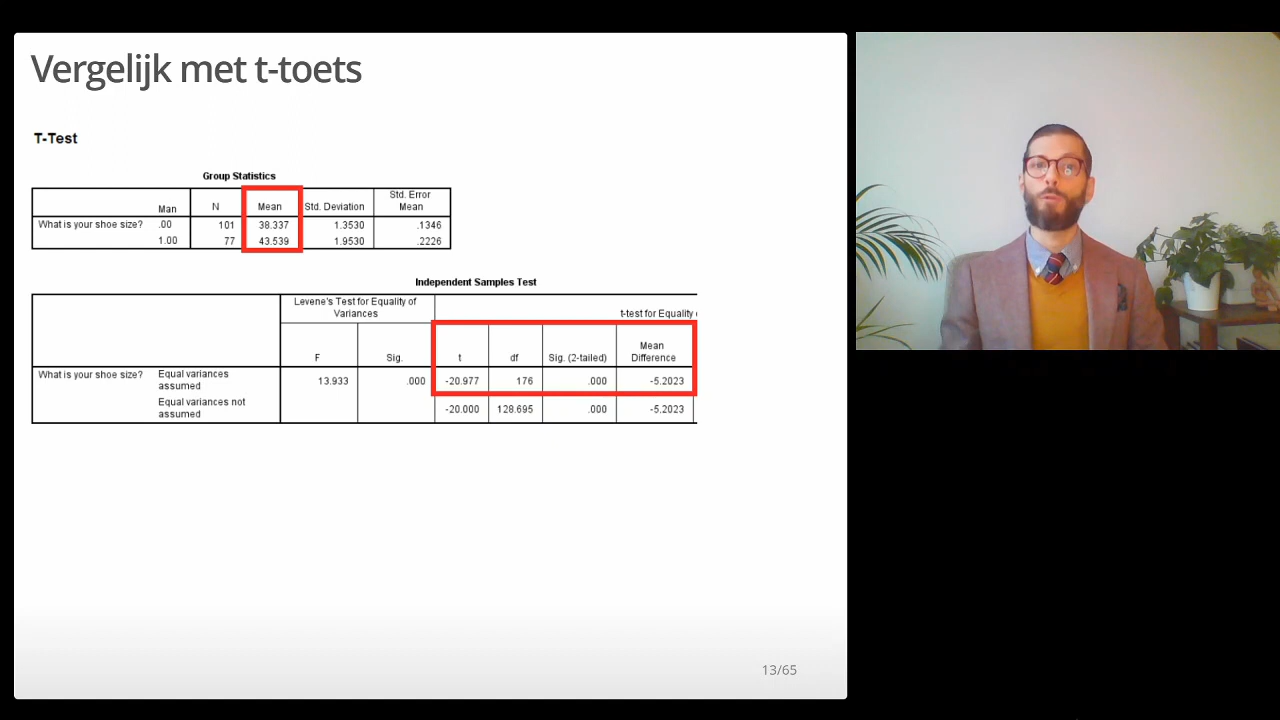 Vergelijk met t-toets
T-Test
Group Statistics
Man N Mean Std. Deviation Std. Error Mean
What is your shoe size? .00 101 38.337 1.3530 .1346
1.00 77 43.539 1.9530 .2226
Independent Samples Test
Levene's Test for Equality of Variances t-test for Equality
F Sig. t df Sig. (2-tailed) Mean Difference
What is your shoe size? Equal variances assumed 13.933 .000 -20.977 176 .000 -5.2023
Equal variances not assumed -20.000 128.695 .000 -5.2023
13/65